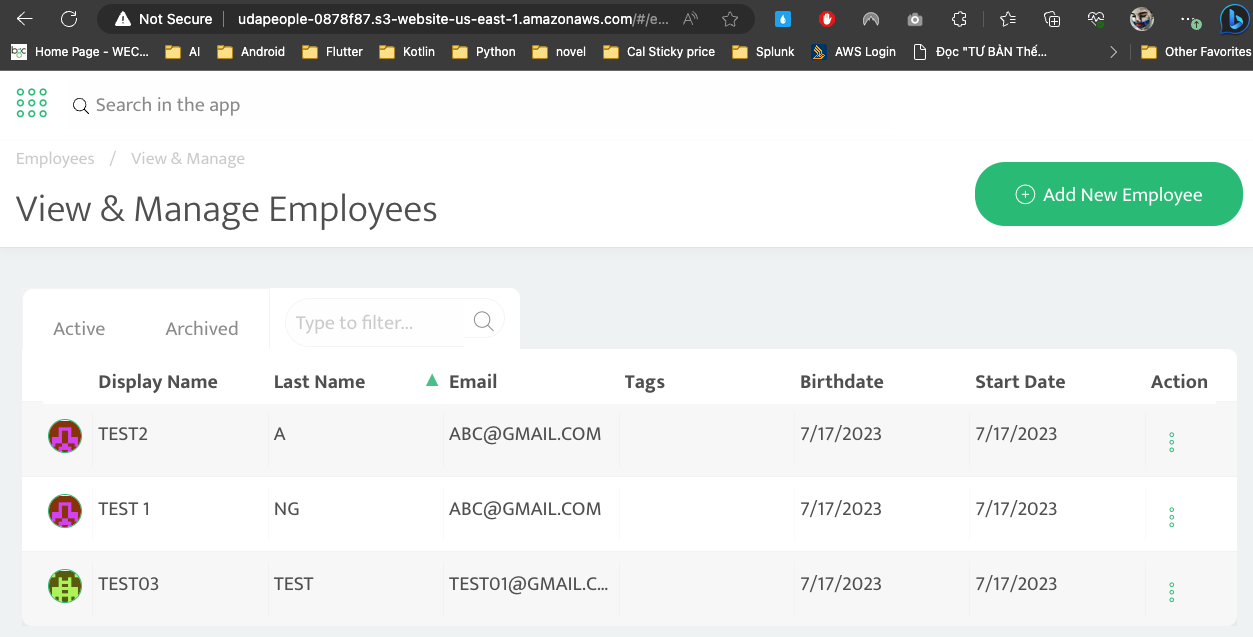 Not Secure udapeople-0878f87.s3-website-us-east-1.amazonaws.com/#/e...
Home Page - WEC... AI Android Flutter Kotlin Python novel Cal Sticky price Splunk AWS Login Đọc "TƯ BẢN Thế... Other Favorites
Search in the app
Employees / View & Manage
View & Manage Employees
Add New Employee
Active Archived Type to filter...
Display Name Last Name Email Tags Birthdate Start Date Action
TEST2 A ABC@GMAIL.COM 7/17/2023 7/17/2023
TEST 1 NG ABC@GMAIL.COM 7/17/2023 7/17/2023
TEST03 TEST TEST01@GMAIL.C... 7/17/2023 7/17/2023